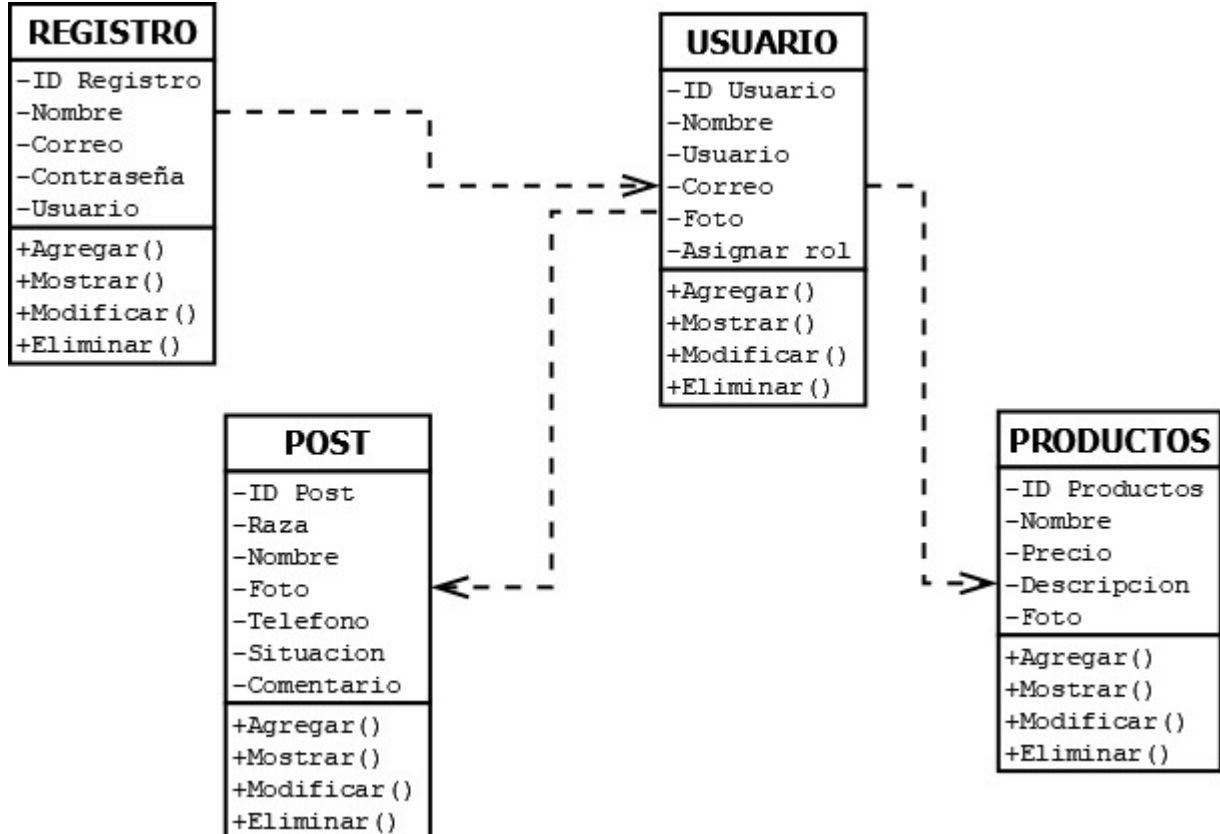 REGISTRO
-ID Registro
-Nombre
-Correo
-Contraseña
-Usuario
+Agregar()
+Mostrar()
+Modificar()
+Eliminar()
USUARIO
-ID Usuario
-Nombre
-Usuario
-Correo
-Foto
-Asignar rol
+Agregar()
+Mostrar()
+Modificar()
+Eliminar()
POST
-ID Post
-Raza
-Nombre
-Foto
-Telefono
-Situacion
-Comentario
+Agregar()
+Mostrar()
+Modificar()
+Eliminar()
PRODUCTOS
-ID Productos
-Nombre
-Precio
-Descripcion
-Foto
+Agregar()
+Mostrar()
+Modificar()
+Eliminar()